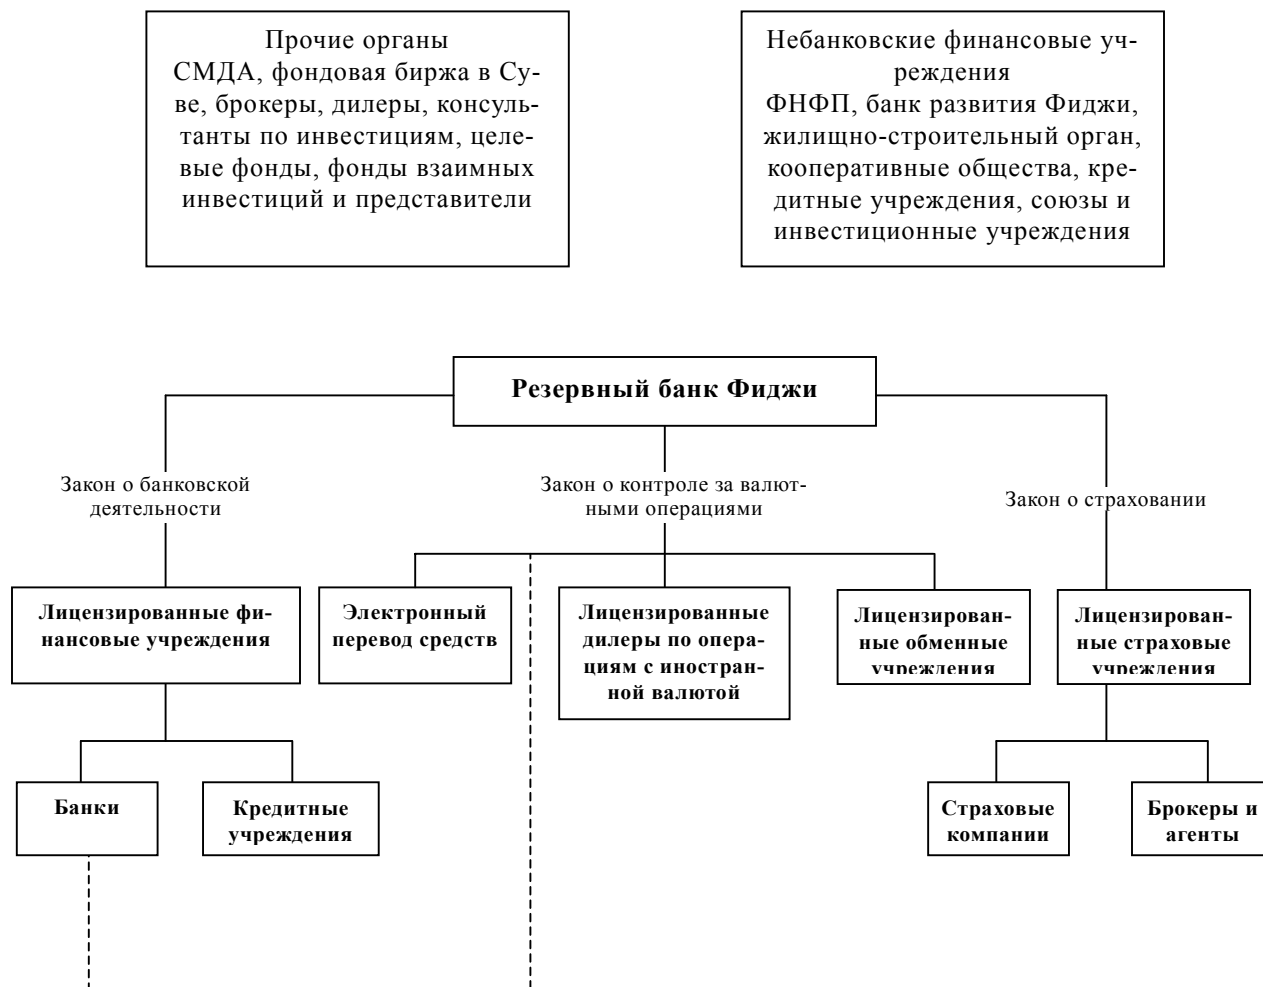 Прочие органы
СМДА, фондовая биржа в Су-
ве, брокеры, дилеры, консуль-
танты по инвестициям, целе-
вые фонды, фонды взаимных
инвестиций и представители
Небанковские финансовые уч-
реждения
ФНФП, банк развития Фиджи,
жилищно-строительный орган,
кооперативные общества, кре-
дитные учреждения, союзы и
инвестиционные учреждения
Резервный банк Фиджи
Закон о банковской
деятельности
Закон о контроле за валют-
ными операциями
Закон о страховании
Лицензированные фи-
нансовые учреждения
Электронный
перевод средств
Лицензированные
дилеры по опера-
циям с иностран-
ной валютой
Лицензирован-
ные обменные
учреждения
Лицензирован-
ные страховые
учреждения
Банки
Кредитные
учреждения
Страховые
компании
Брокеры и
агенты